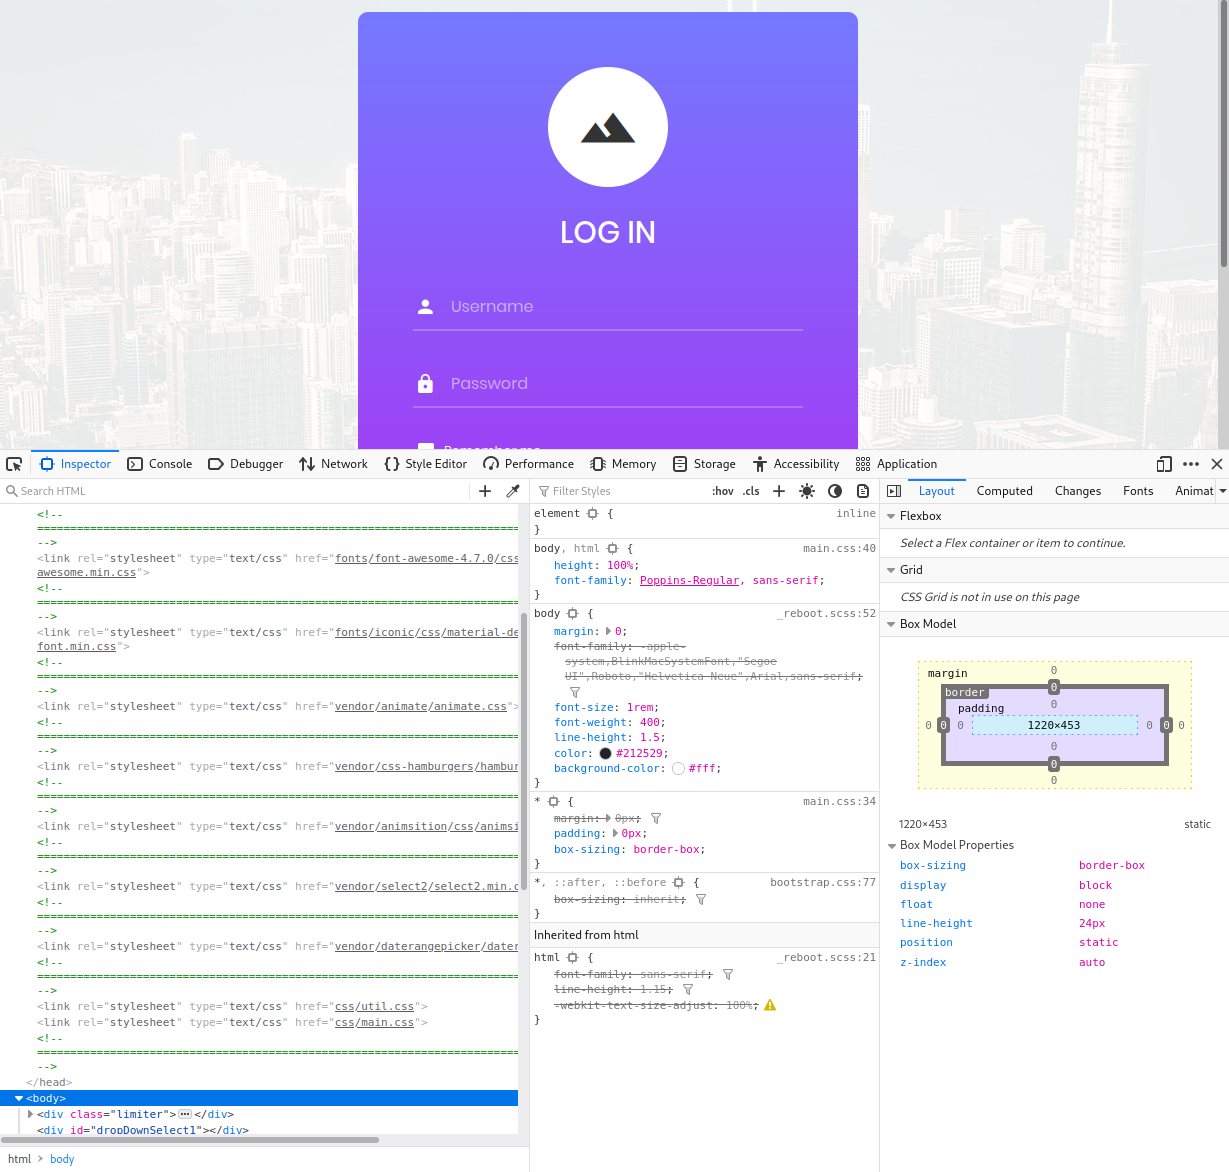 LOG IN
Username
Password
Inspector Console Debugger Network Style Editor Performance Memory Storage Accessibility Application
Search HTML
<!--
================================================
-->
<link rel="stylesheet" type="text/css" href="fonts/font-awesome-4.7.0/css
awesome.min.css">
<!--
================================================
-->
<link rel="stylesheet" type="text/css" href="fonts/iconic/css/material-de
font.min.css">
<!--
================================================
-->
<link rel="stylesheet" type="text/css" href="vendor/animate/animate.css">
<!--
================================================
-->
<link rel="stylesheet" type="text/css" href="vendor/css-hamburgers/hambur
<!--
================================================
-->
<link rel="stylesheet" type="text/css" href="vendor/animsition/css/animsi
<!--
================================================
-->
<link rel="stylesheet" type="text/css" href="vendor/select2/select2.min.c
<!--
================================================
-->
<link rel="stylesheet" type="text/css" href="vendor/daterangepicker/dater
<!--
================================================
-->
<link rel="stylesheet" type="text/css" href="css/util.css">
<link rel="stylesheet" type="text/css" href="css/main.css">
<!--
================================================
-->
</head>
<body>
<div class="limiter"> ••• </div>
<div id="dropDownSelect1"></div>
html > body
Filter Styles :hov .cls +
element { inline
}
body, html { main.css:40
height: 100%;
font-family: Poppins-Regular, sans-serif;
}
body { _reboot.scss:52
margin: 0;
font-family: -apple-
system,BlinkMacSystemFont,"Segoe
UI",Roboto,"Helvetica Neue",Arial,sans-serif;
font-size: 1rem;
font-weight: 400;
line-height: 1.5;
color: #212529;
background-color: #fff;
}
* { main.css:34
margin: 0px;
padding: 0px;
box-sizing: border-box;
}
*, ::after, ::before { bootstrap.css:77
box-sizing: inherit;
}
Inherited from html
html { _reboot.scss:21
font-family: sans-serif;
line-height: 1.15;
-webkit-text-size-adjust: 100%;
}
Layout Computed Changes Fonts Animat
Flexbox
Select a Flex container or item to continue.
Grid
CSS Grid is not in use on this page
Box Model
margin 0
border 0
padding 0
0 0 0 1220×453 0 0 0
0
0
0
1220×453 static
Box Model Properties
box-sizing border-box
display block
float none
line-height 24px
position static
z-index auto